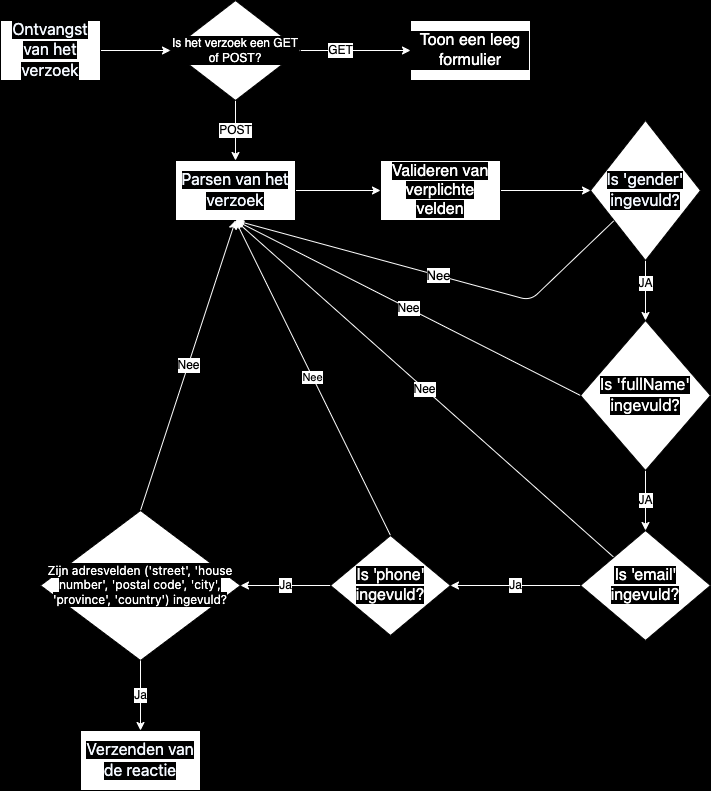 Ontvangst
van het
verzoek
Is het verzoek een GET
of POST?
GET
Toon een leeg
formulier
POST
Parsen van het
verzoek
Valideren van
verplichte
velden
Is 'gender'
ingevuld?
Nee
JA
Nee
Is 'fullName'
ingevuld?
Nee
Nee
Nee
JA
Zijn adresvelden ('street', 'house
number', 'postal code', 'city',
'province', 'country') ingevuld?
Ja
Is 'phone'
ingevuld?
Ja
Is 'email'
ingevuld?
Ja
Verzenden van
de reactie